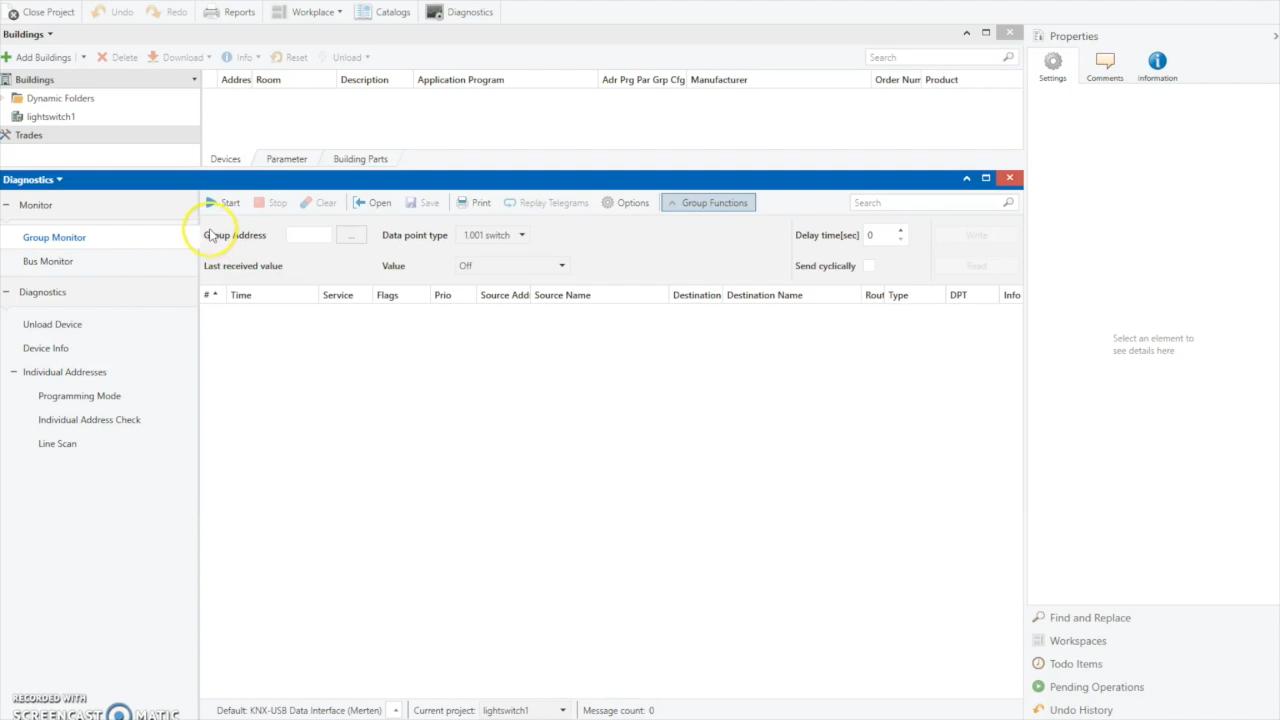 Close Project Undo Redo Reports Workplace Catalogs Diagnostics
Buildings
Add Buildings Delete Download Info Reset Unload Search
Buildings
Addres Room Description Application Program Adr Prg Par Grp Cfg Manufacturer Order Num Product
Dynamic Folders
lightswitch1
Trades
Devices Parameter Building Parts
Diagnostics
Monitor
Start Stop Clear Open Save Print Replay Telegrams Options Group Functions Search
Group Monitor
Group Address ... Data point type 1.001 switch Delay time[sec] 0 Write
Bus Monitor
Last received value Value Off Send cyclically Read
Diagnostics
# Time Service Flags Prio Source Addr Source Name Destination Destination Name Rout Type DPT Info
Unload Device
Device Info
Individual Addresses
Programming Mode
Individual Address Check
Line Scan
Properties
Settings Comments Information
Select an element to
see details here
Find and Replace
Workspaces
Todo Items
Pending Operations
Undo History
RECORDED WITH
SCREENCAST MATIC
Default: KNX-USB Data Interface (Merten) Current project: lightswitch1 Message count: 0